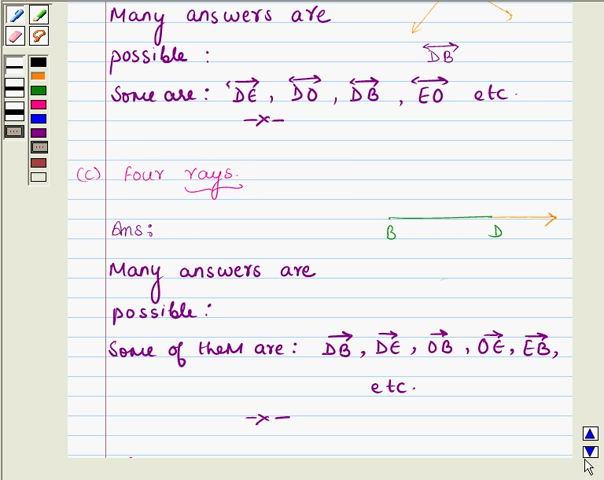 Many answers are
possible :
DB
Some are : DE , DO , DB , EO etc.
-x-
(c) four rays.
Ans :
B D
Many answers are
possible :
Some of them are : DB , DE , OB , OE , EB ,
etc.
-x-